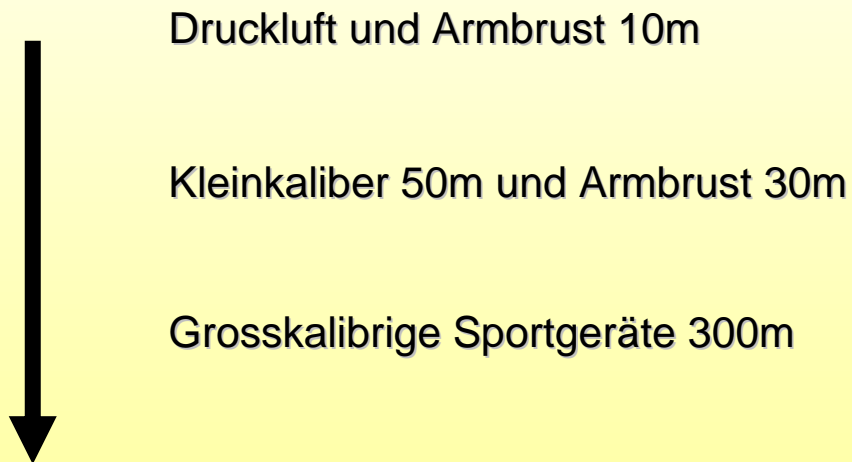 Druckluft und Armbrust 10m
Kleinkaliber 50m und Armbrust 30m
Grosskalibrige Sportgeräte 300m